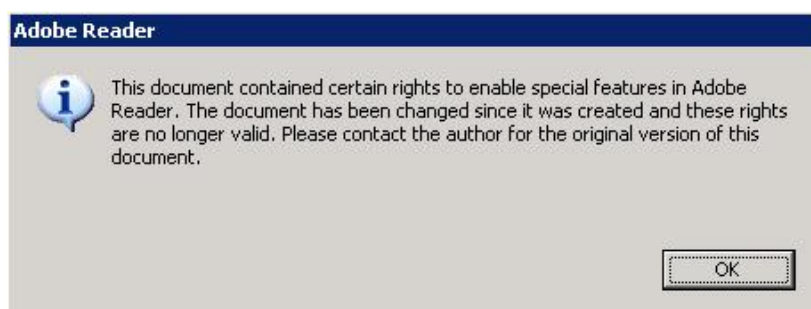 Adobe Reader
This document contained certain rights to enable special features in Adobe
Reader. The document has been changed since it was created and these rights
are no longer valid. Please contact the author for the original version of this
document.
OK